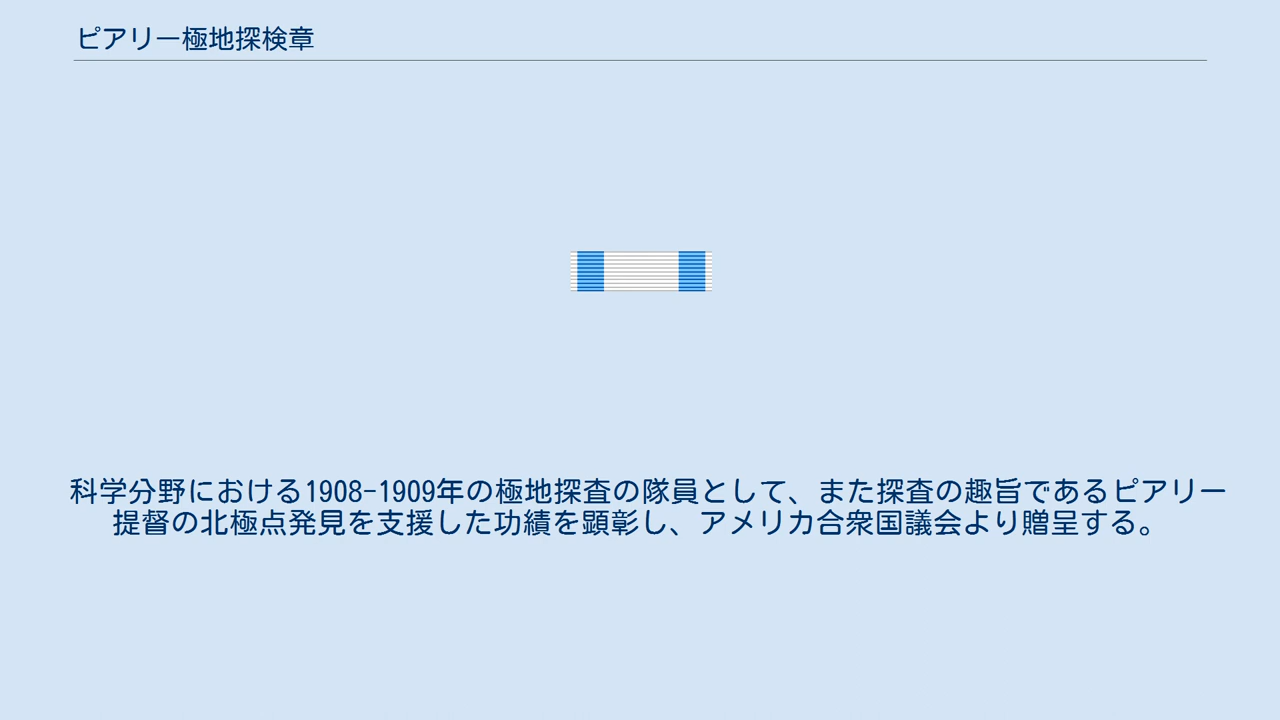 ピアリー極地探検章
科学分野における1908-1909年の極地探査の隊員として、また探査の趣旨であるピアリー
提督の北極点発見を支援した功績を顕彰し、アメリカ合衆国議会より贈呈する。